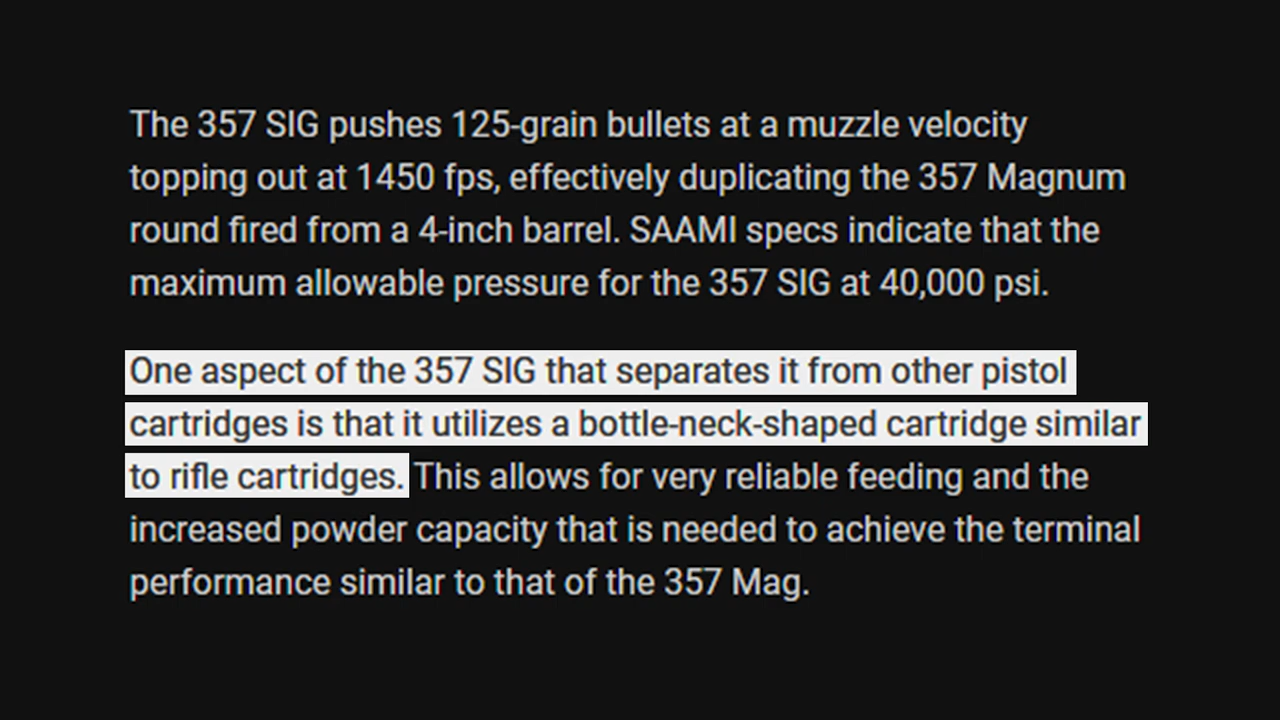 The 357 SIG pushes 125-grain bullets at a muzzle velocity
topping out at 1450 fps, effectively duplicating the 357 Magnum
round fired from a 4-inch barrel. SAAMI specs indicate that the
maximum allowable pressure for the 357 SIG at 40,000 psi.
One aspect of the 357 SIG that separates it from other pistol
cartridges is that it utilizes a bottle-neck-shaped cartridge similar
to rifle cartridges. This allows for very reliable feeding and the
increased powder capacity that is needed to achieve the terminal
performance similar to that of the 357 Mag.